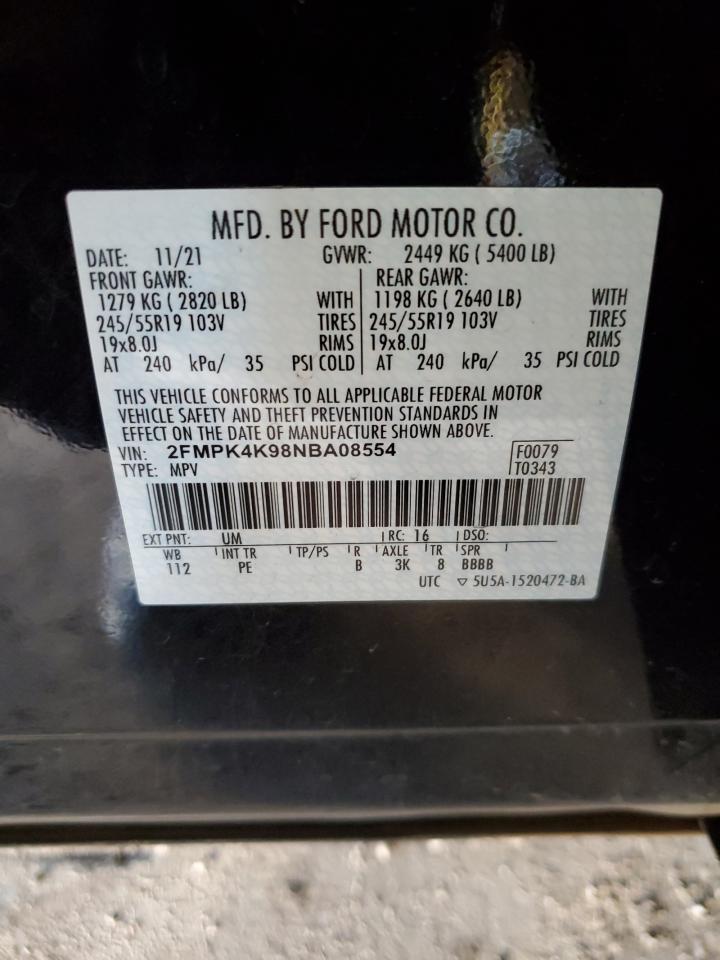 MFD. BY FORD MOTOR CO.
DATE: 11/21 GVWR: 2449 KG ( 5400 LB)
FRONT GAWR: REAR GAWR:
1279 KG ( 2820 LB) WITH 1198 KG ( 2640 LB) WITH
245/55R19 103V TIRES 245/55R19 103V TIRES
19x8.0J RIMS 19x8.0J RIMS
AT 240 kPa/ 35 PSI COLD AT 240 kPa/ 35 PSI COLD
THIS VEHICLE CONFORMS TO ALL APPLICABLE FEDERAL MOTOR
VEHICLE SAFETY AND THEFT PREVENTION STANDARDS IN
EFFECT ON THE DATE OF MANUFACTURE SHOWN ABOVE.
VIN: 2FMPK4K98NBA08554 F0079
TYPE: MPV T0343
EXT PNT: UM RC: 16 DSO:
WB INT TR TP/PS R AXLE TR SPR
112 PE B 3K 8 BBBB
UTC ▽ 5U5A-1520472-BA